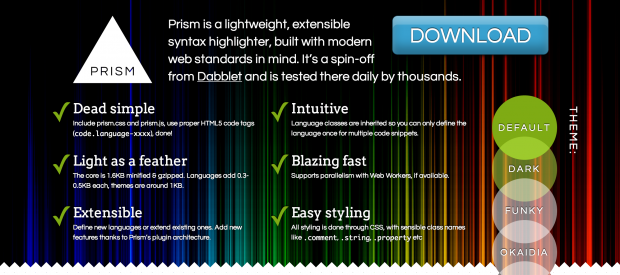 PRISM
Prism is a lightweight, extensible
syntax highlighter, built with modern
web standards in mind. It's a spin-off
from Dabblet and is tested there daily by thousands.
DOWNLOAD
Dead simple
Include prism.css and prism.js, use proper HTML5 code tags
(code.language-xxxx), done!
Intuitive
Language classes are inherited so you can only define the
language once for multiple code snippets.
Light as a feather
The core is 1.6KB minified & gzipped. Languages add 0.3-
0.5KB each, themes are around 1KB.
Blazing fast
Supports parallelism with Web Workers, if available.
Extensible
Define new languages or extend existing ones. Add new
features thanks to Prism's plugin architecture.
Easy styling
All styling is done through CSS, with sensible class names
like .comment, .string, .property etc
THEME:
DEFAULT
DARK
FUNKY
OKAIDIA